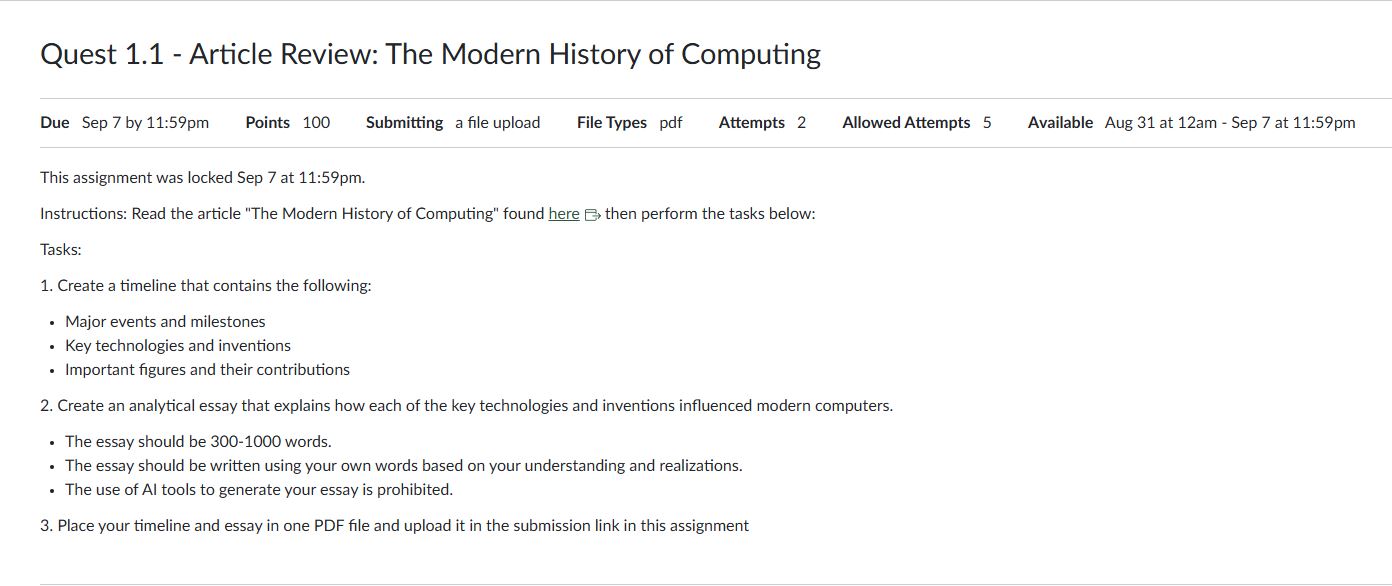 Quest 1.1 - Article Review: The Modern History of Computing
Due Sep 7 by 11:59pm Points 100 Submitting a file upload File Types pdf Attempts 2 Allowed Attempts 5 Available Aug 31 at 12am - Sep 7 at 11:59pm
This assignment was locked Sep 7 at 11:59pm.
Instructions: Read the article "The Modern History of Computing" found here then perform the tasks below:
Tasks:
1. Create a timeline that contains the following:
• Major events and milestones
• Key technologies and inventions
• Important figures and their contributions
2. Create an analytical essay that explains how each of the key technologies and inventions influenced modern computers.
• The essay should be 300-1000 words.
• The essay should be written using your own words based on your understanding and realizations.
• The use of AI tools to generate your essay is prohibited.
3. Place your timeline and essay in one PDF file and upload it in the submission link in this assignment